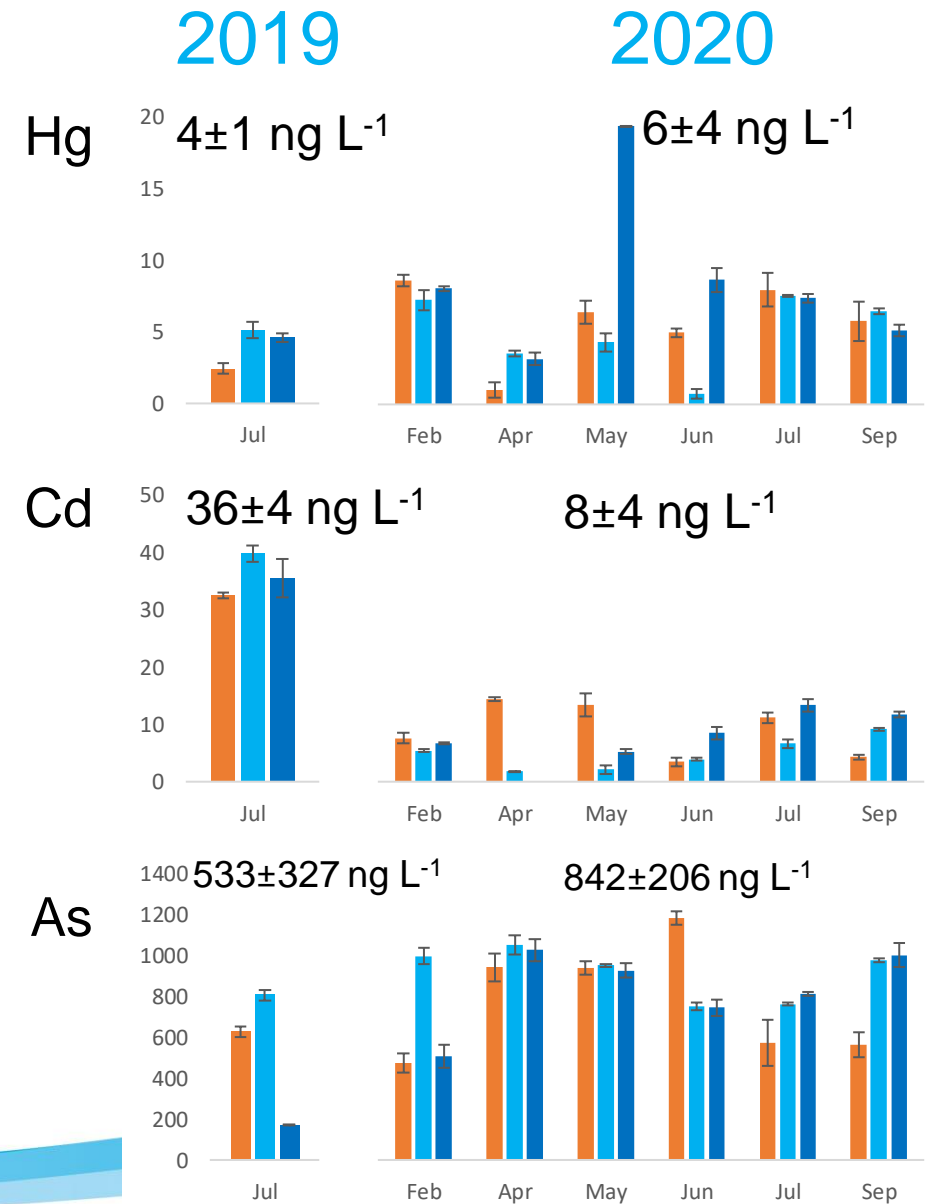 2019 2020
Hg
4±1 ng L⁻¹ 6±4 ng L⁻¹
20
15
10
5
0
Jul Feb Apr May Jun Jul Sep
Cd
36±4 ng L⁻¹ 8±4 ng L⁻¹
50
40
30
20
10
0
Jul Feb Apr May Jun Jul Sep
As
533±327 ng L⁻¹ 842±206 ng L⁻¹
1400
1200
1000
800
600
400
200
0
Jul Feb Apr May Jun Jul Sep